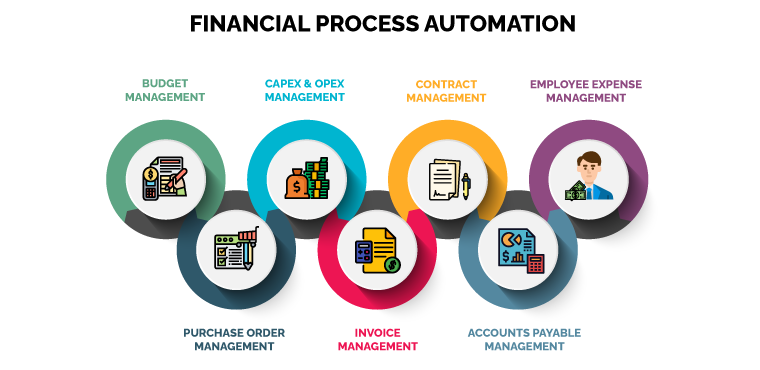 FINANCIAL PROCESS AUTOMATION
BUDGET
MANAGEMENT
CAPEX & OPEX
MANAGEMENT
CONTRACT
MANAGEMENT
EMPLOYEE EXPENSE
MANAGEMENT
PURCHASE ORDER
MANAGEMENT
INVOICE
MANAGEMENT
ACCOUNTS PAYABLE
MANAGEMENT